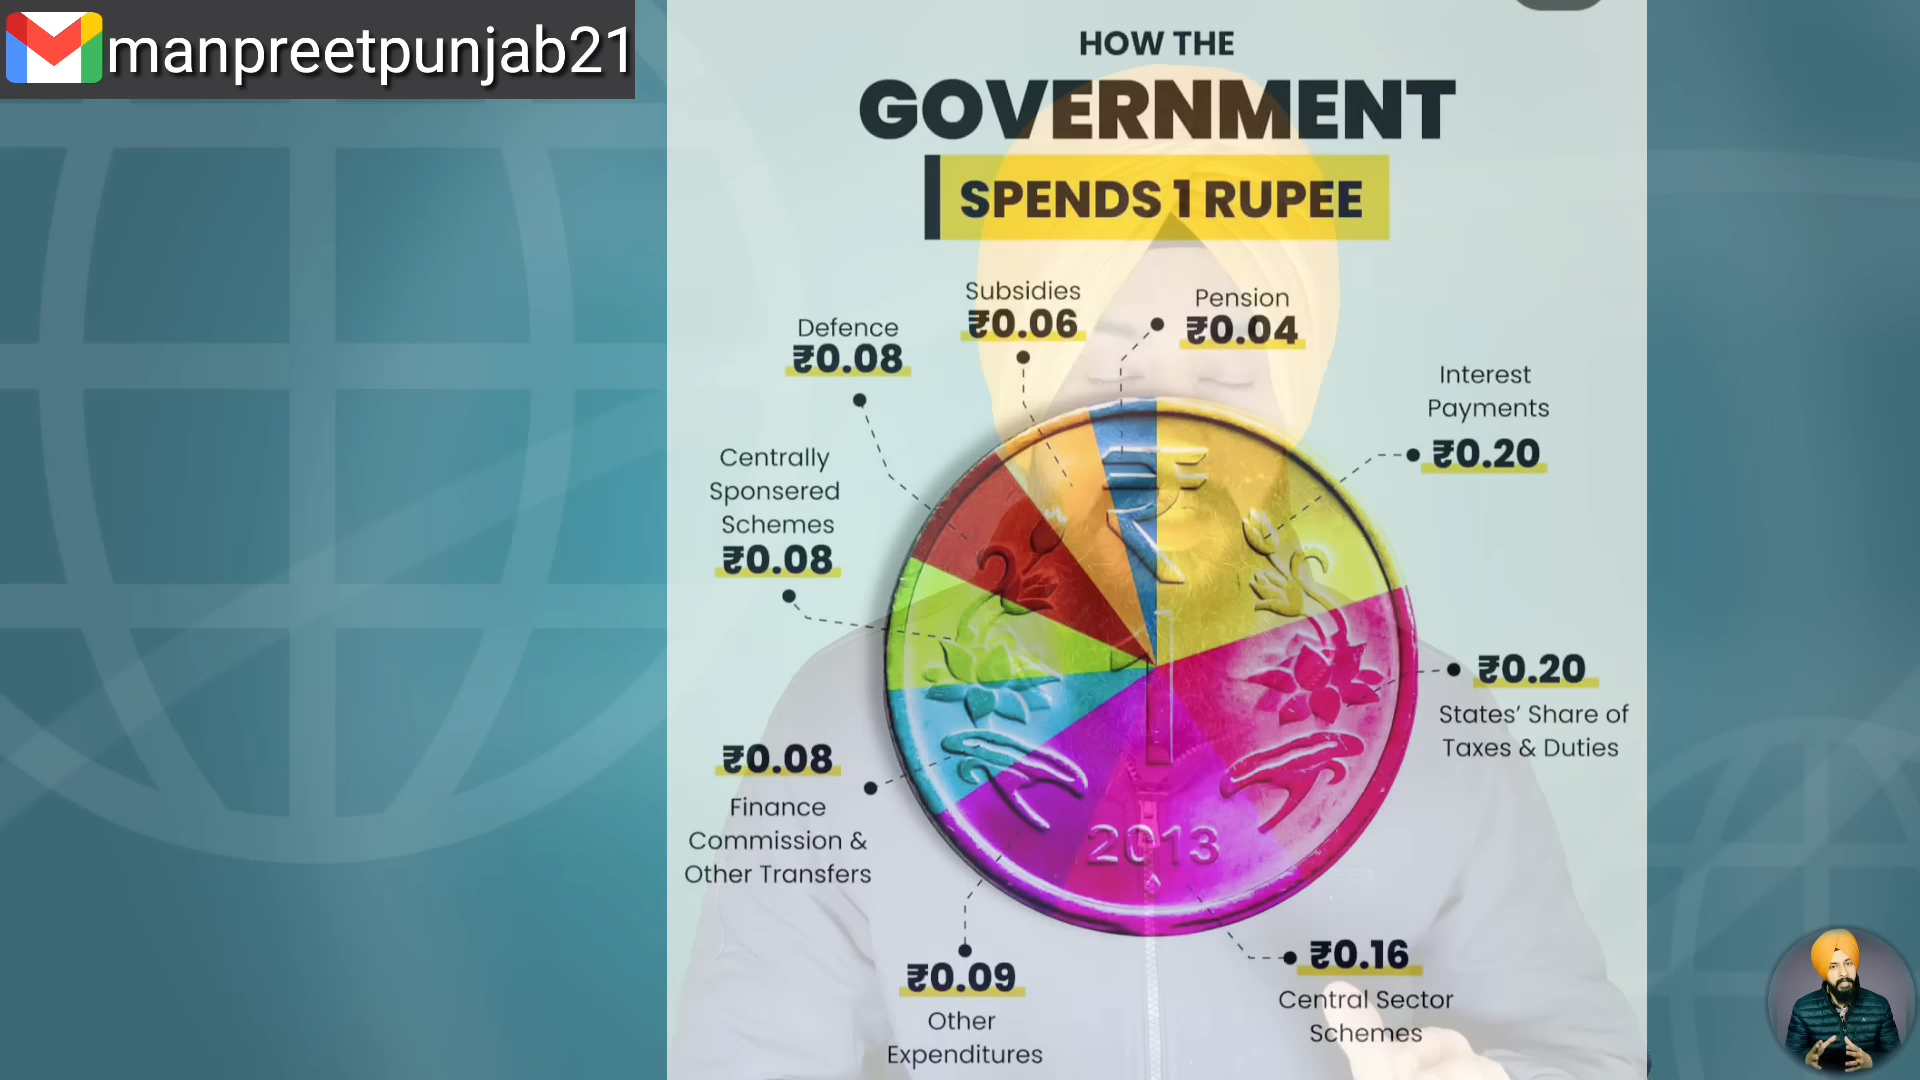 manpreetpunjab21
HOW THE
GOVERNMENT
SPENDS 1 RUPEE
Subsidies
₹0.06
Pension
₹0.04
Defence
₹0.08
Interest
Payments
₹0.20
Centrally
Sponsered
Schemes
₹0.08
₹0.20
States’ Share of
Taxes & Duties
₹0.08
Finance
Commission &
Other Transfers
₹
1
2013
₹0.09
Other
Expenditures
₹0.16
Central Sector
Schemes